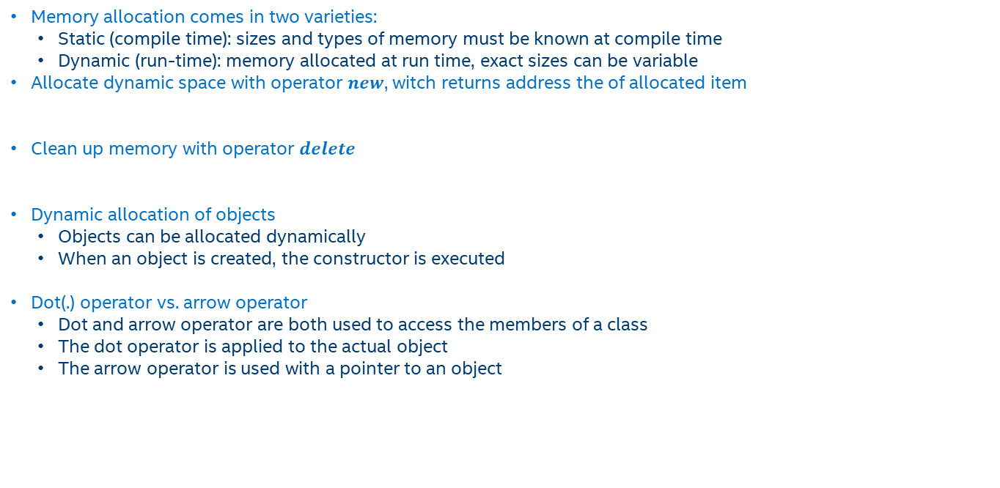 • Memory allocation comes in two varieties:
• Static (compile time): sizes and types of memory must be known at compile time
• Dynamic (run-time): memory allocated at run time, exact sizes can be variable
• Allocate dynamic space with operator new, witch returns address the of allocated item
• Clean up memory with operator delete
• Dynamic allocation of objects
• Objects can be allocated dynamically
• When an object is created, the constructor is executed
• Dot(.) operator vs. arrow operator
• Dot and arrow operator are both used to access the members of a class
• The dot operator is applied to the actual object
• The arrow operator is used with a pointer to an object